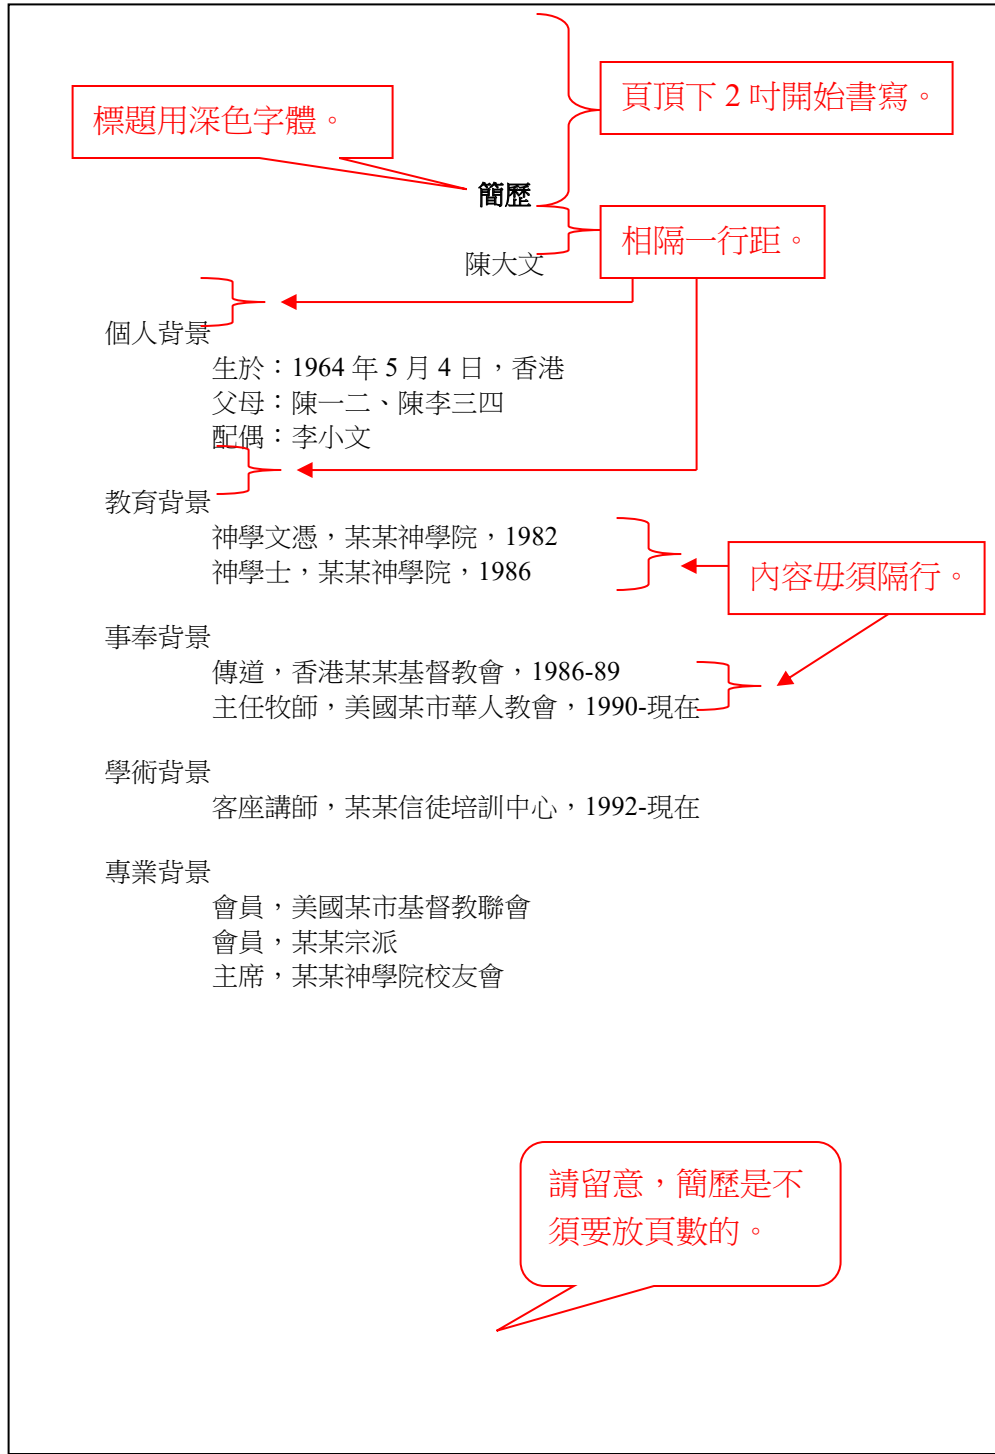 頁頂下 2 吋開始書寫。
標題用深色字體。
簡歷
相隔一行距。
陳大文
個人背景
生於：1964 年 5 月 4 日，香港
父母：陳一二、陳李三四
配偶：李小文
教育背景
神學文憑，某某神學院，1982
神學士，某某神學院，1986
內容毋須隔行。
事奉背景
傳道，香港某某基督教會，1986-89
主任牧師，美國某市華人教會，1990-現在
學術背景
客座講師，某某信徒培訓中心，1992-現在
專業背景
會員，美國某市基督教聯會
會員，某某宗派
主席，某某神學院校友會
請留意，簡歷是不
須要放頁數的。